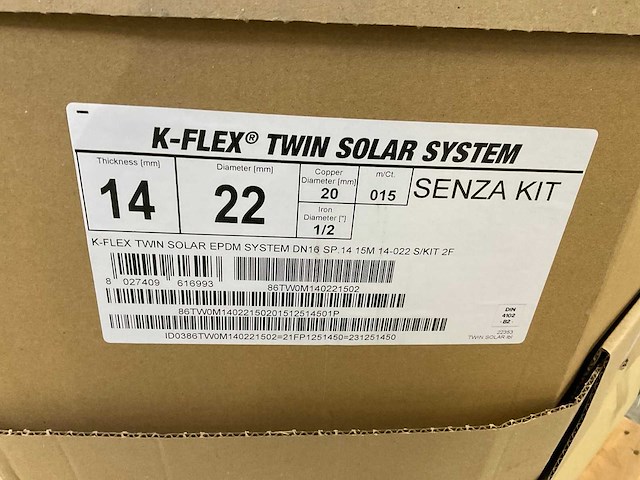 K-FLEX® TWIN SOLAR SYSTEM
Thickness [mm]
14
Diameter [mm]
22
Copper
Diameter [mm]
20
Iron
Diameter ["]
1/2
m/Ct.
015
SENZA KIT
K-FLEX TWIN SOLAR EPDM SYSTEM DN16 SP.14 15M 14-022 S/KIT 2F
8 027409 616993
86TW0M140221502
86TW0M14022150201512514501P
ID0386TW0M140221502=21FP1251450=231251450
DIN
4102
-B2
22353
TWIN SOLAR.lbl